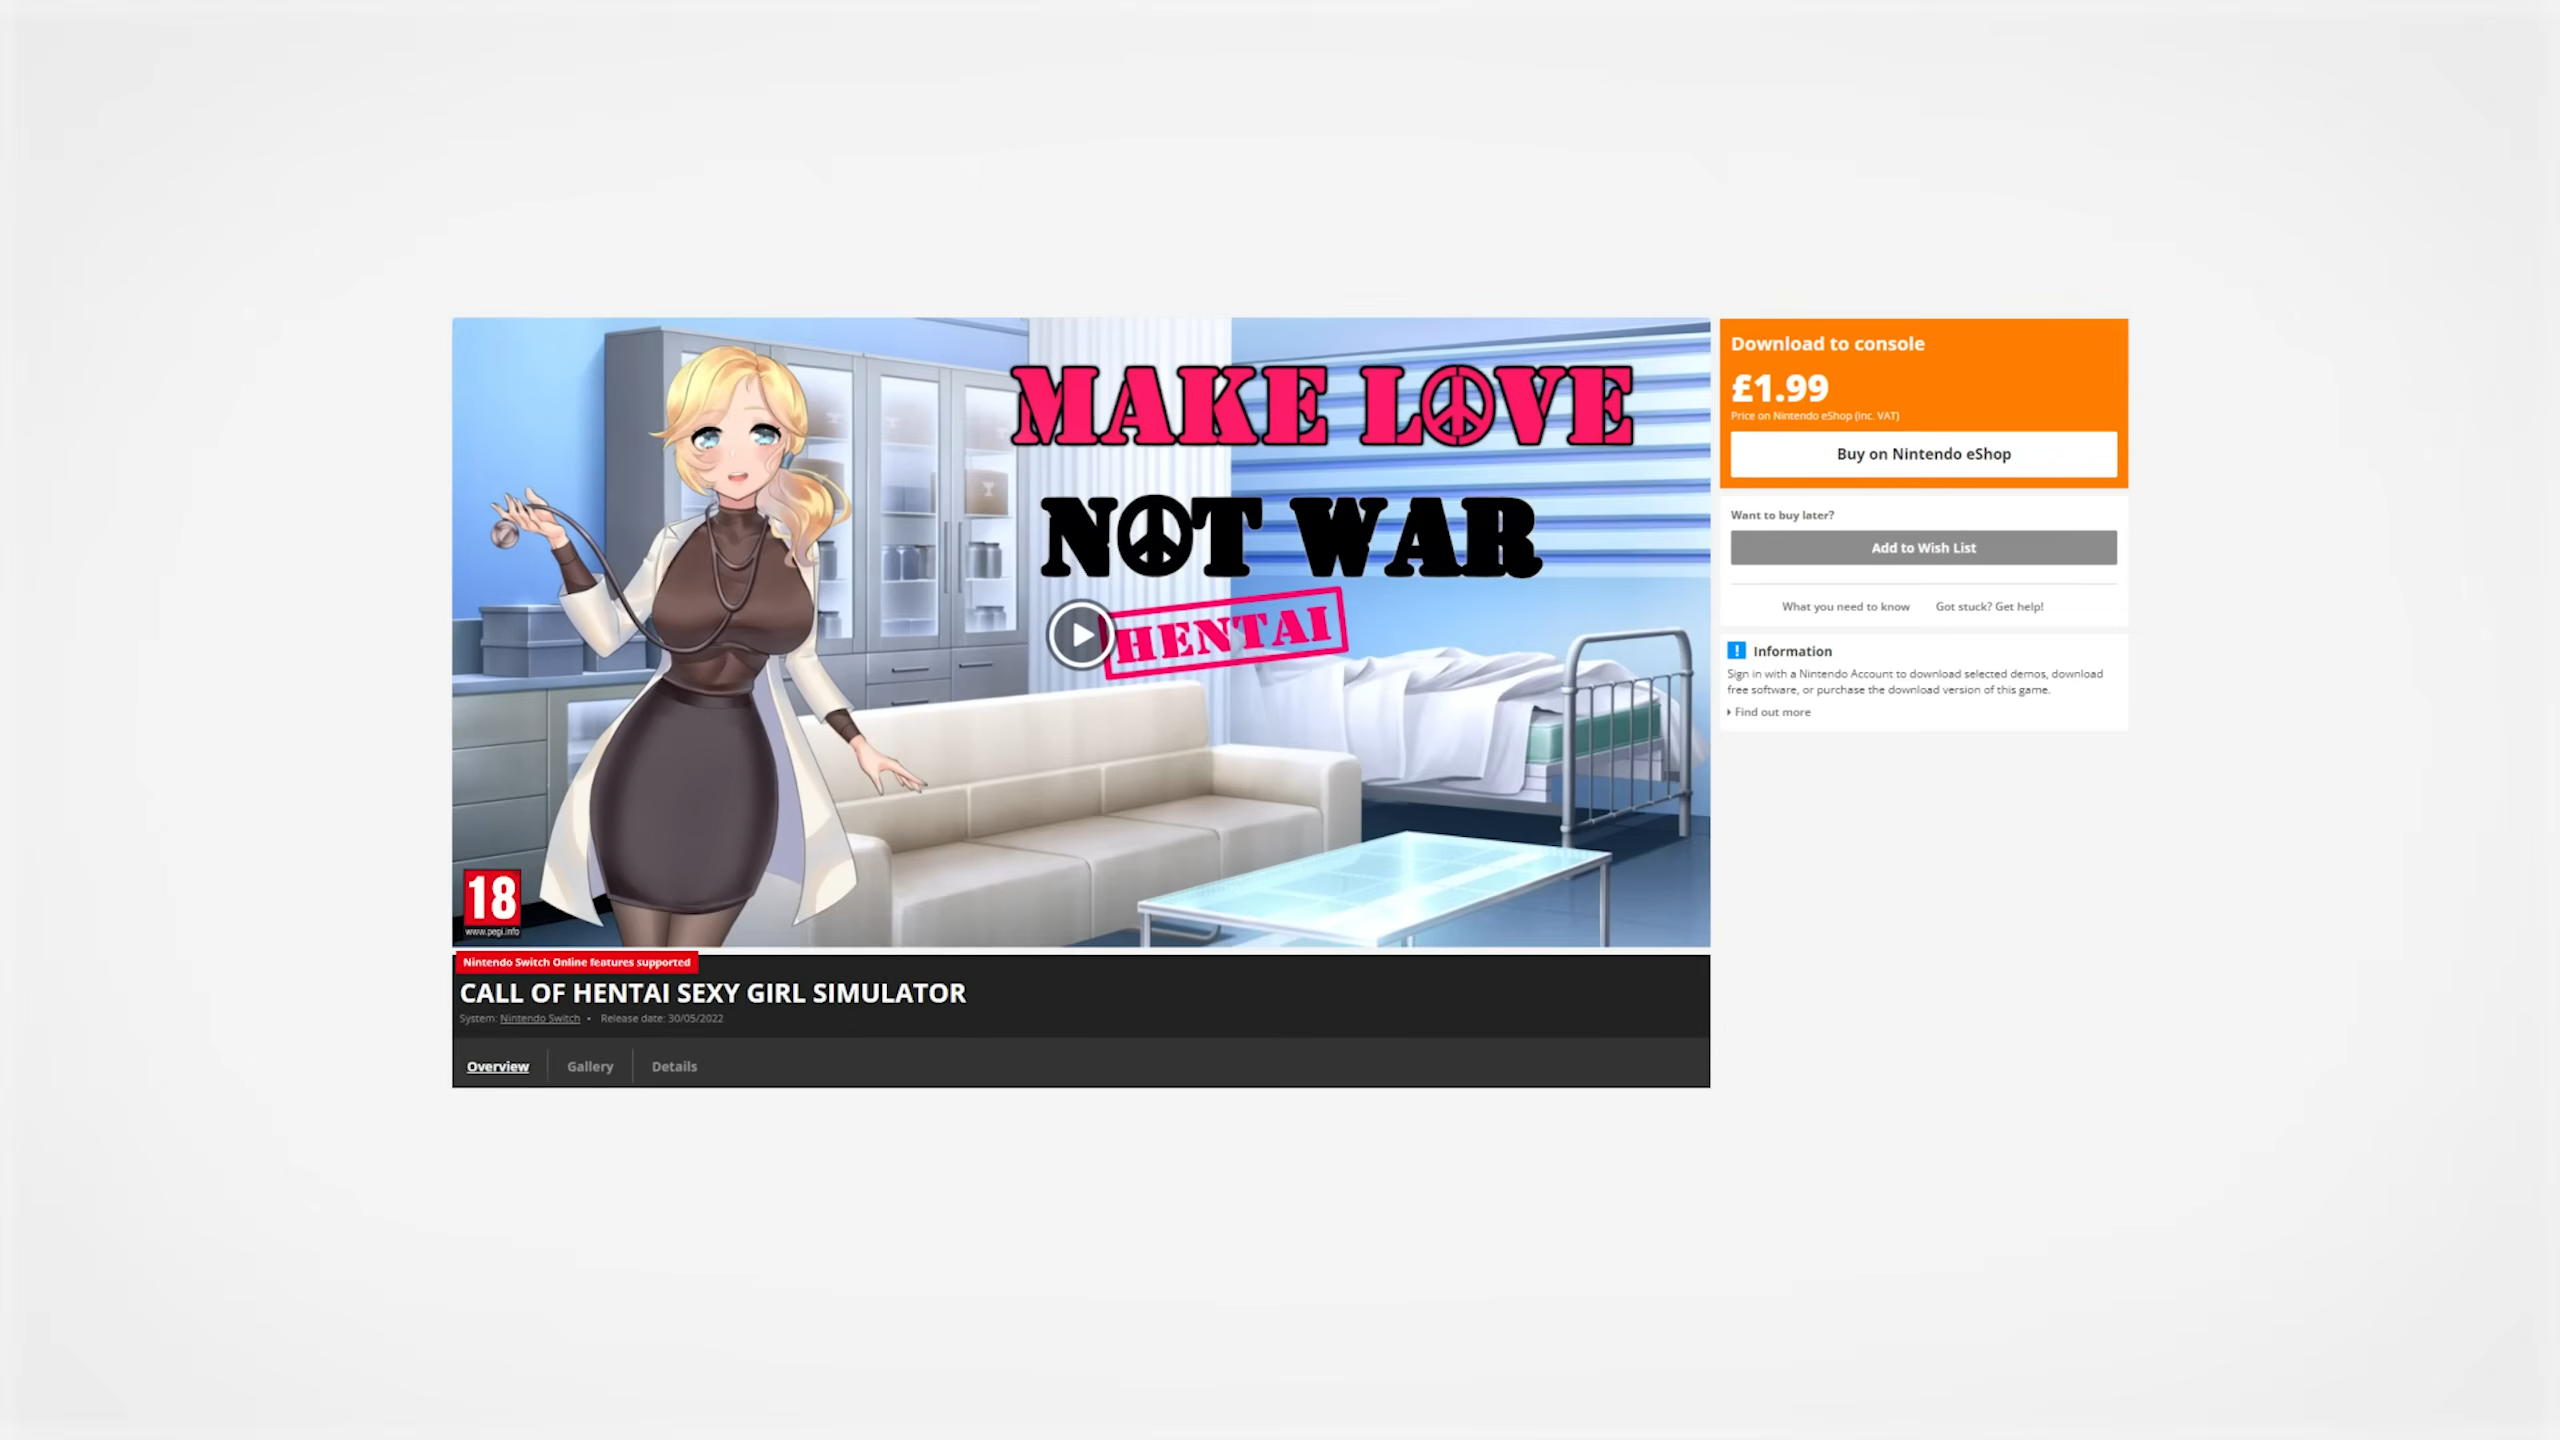 MAKE LOVE
NOT WAR
HENTAI
18
www.pegi.info
Nintendo Switch Online features supported
CALL OF HENTAI SEXY GIRL SIMULATOR
System: Nintendo Switch • Release date: 30/05/2022
Overview
Gallery
Details
Download to console
£1.99
Price on Nintendo eShop (inc. VAT)
Buy on Nintendo eShop
Want to buy later?
Add to Wish List
What you need to know
Got stuck? Get help!
! Information
Sign in with a Nintendo Account to download selected demos, download
free software, or purchase the download version of this game.
Find out more